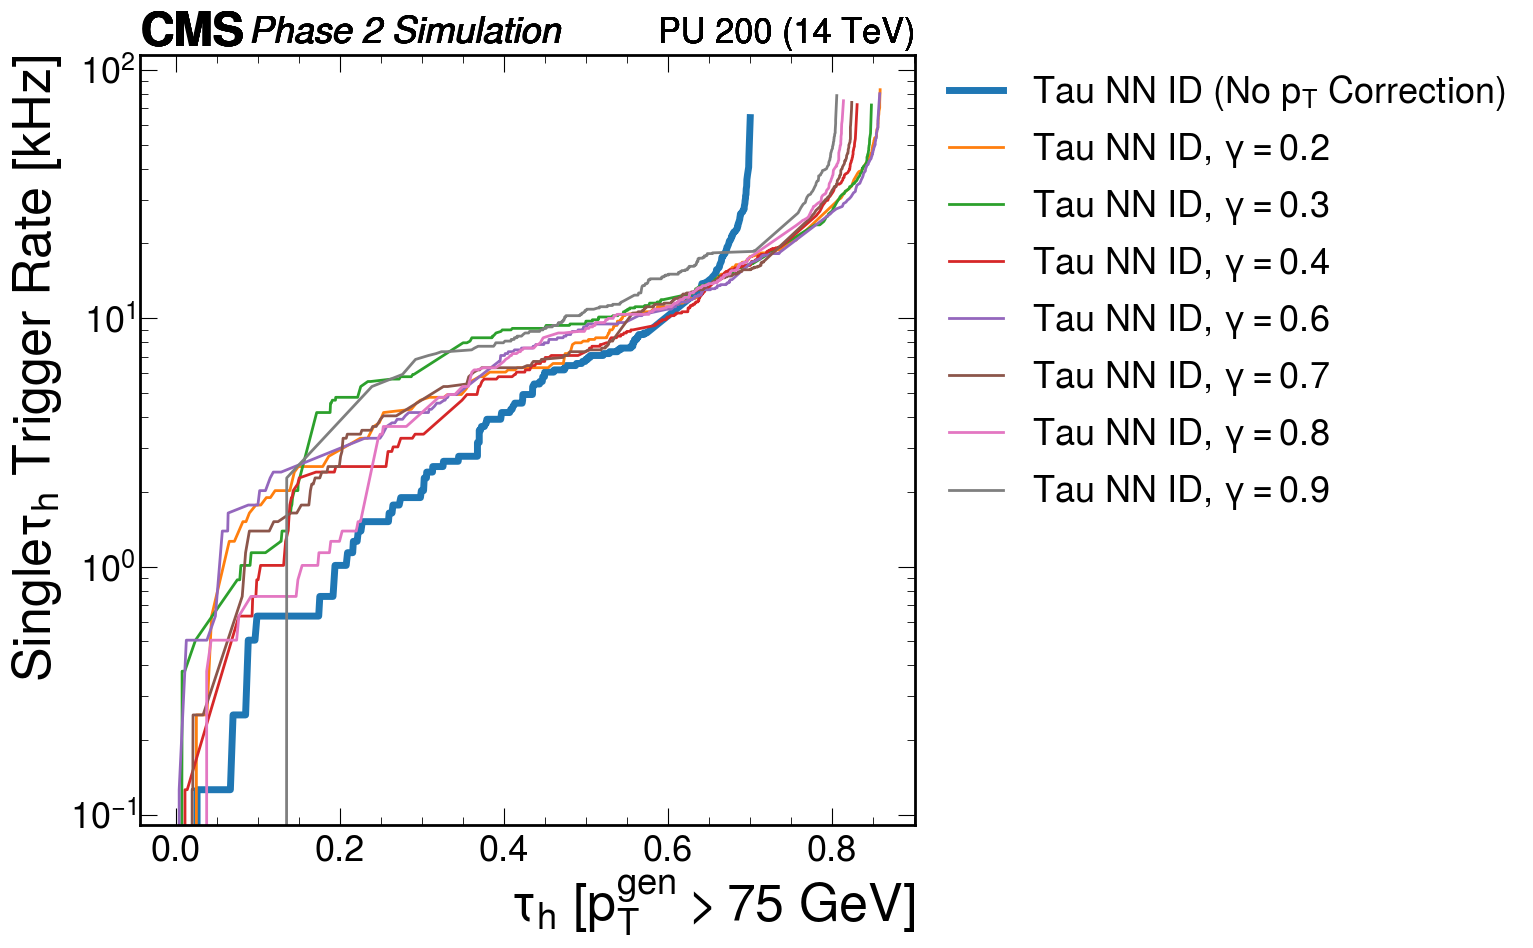 CMS Phase 2 Simulation PU 200 (14 TeV)
Single τh Trigger Rate [kHz]
10²
10¹
10⁰
10⁻¹
0.0 0.2 0.4 0.6 0.8
τh [pTgen > 75 GeV]
Tau NN ID (No pT Correction)
Tau NN ID, γ = 0.2
Tau NN ID, γ = 0.3
Tau NN ID, γ = 0.4
Tau NN ID, γ = 0.6
Tau NN ID, γ = 0.7
Tau NN ID, γ = 0.8
Tau NN ID, γ = 0.9